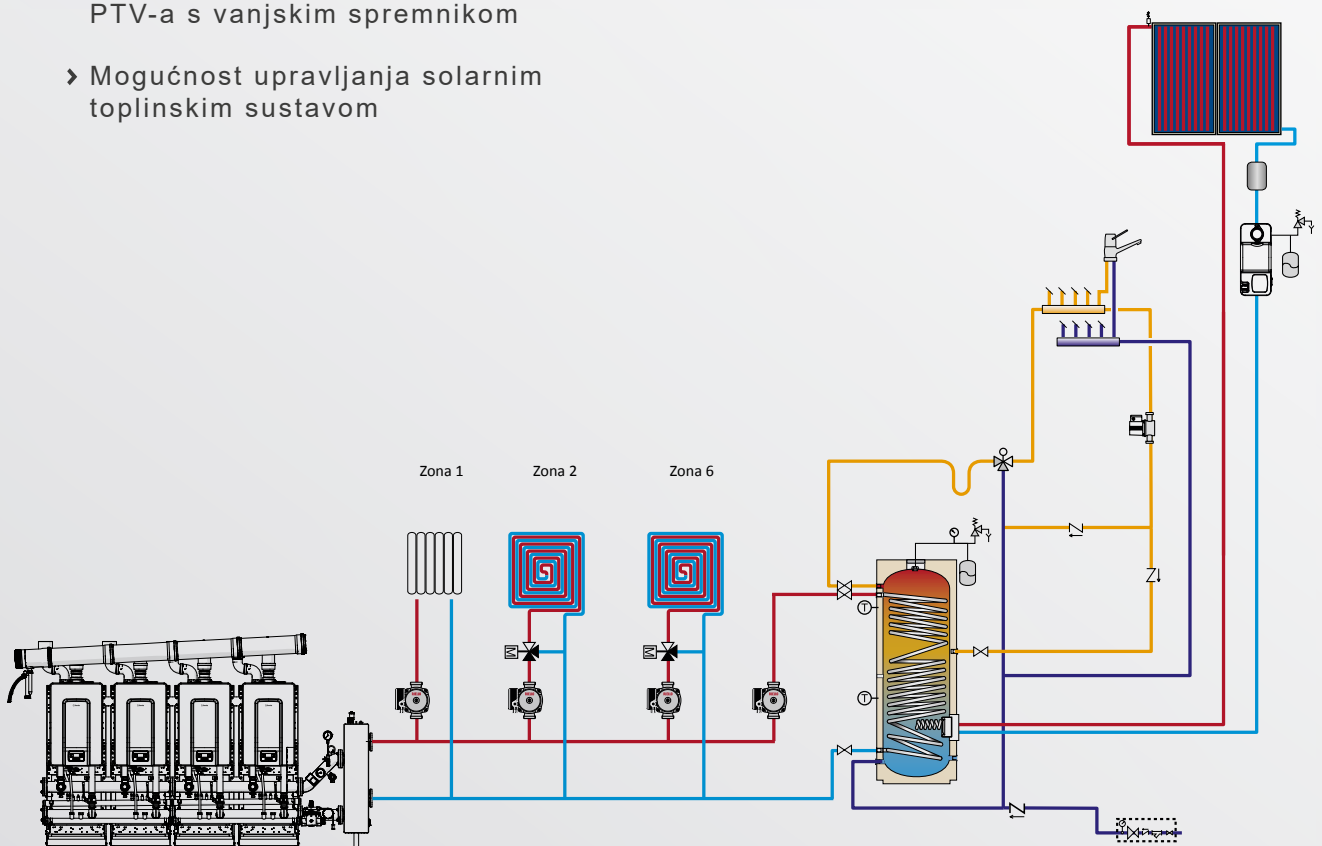 PTV-a s vanjskim spremnikom
› Mogućnost upravljanja solarnim
toplinskim sustavom
Zona 1
Zona 2
Zona 6
M
M
T
T